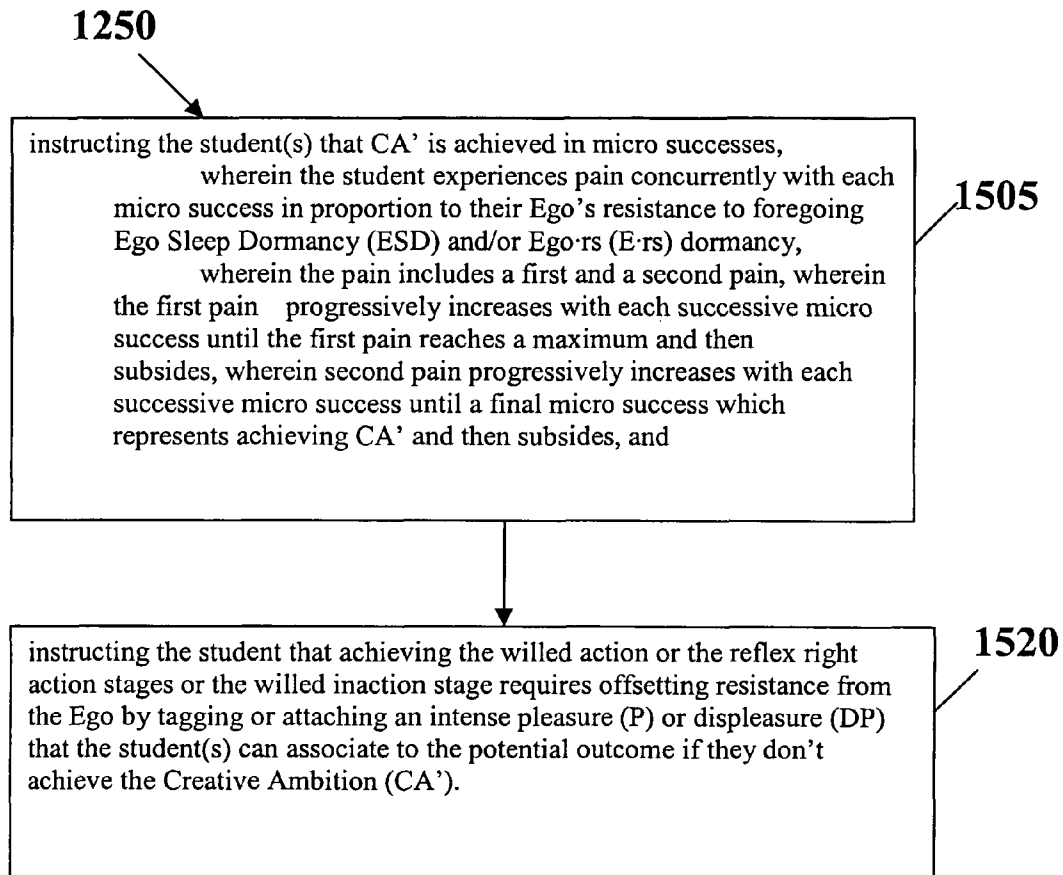 1250
instructing the student(s) that CA’ is achieved in micro successes,
wherein the student experiences pain concurrently with each
micro success in proportion to their Ego’s resistance to foregoing
Ego Sleep Dormancy (ESD) and/or Ego·rs (E·rs) dormancy,
wherein the pain includes a first and a second pain, wherein
the first pain progressively increases with each successive micro
success until the first pain reaches a maximum and then
subsides, wherein second pain progressively increases with each
successive micro success until a final micro success which
represents achieving CA’ and then subsides, and
1505
instructing the student that achieving the willed action or the reflex right
action stages or the willed inaction stage requires offsetting resistance from
the Ego by tagging or attaching an intense pleasure (P) or displeasure (DP)
that the student(s) can associate to the potential outcome if they don’t
achieve the Creative Ambition (CA’).
1520